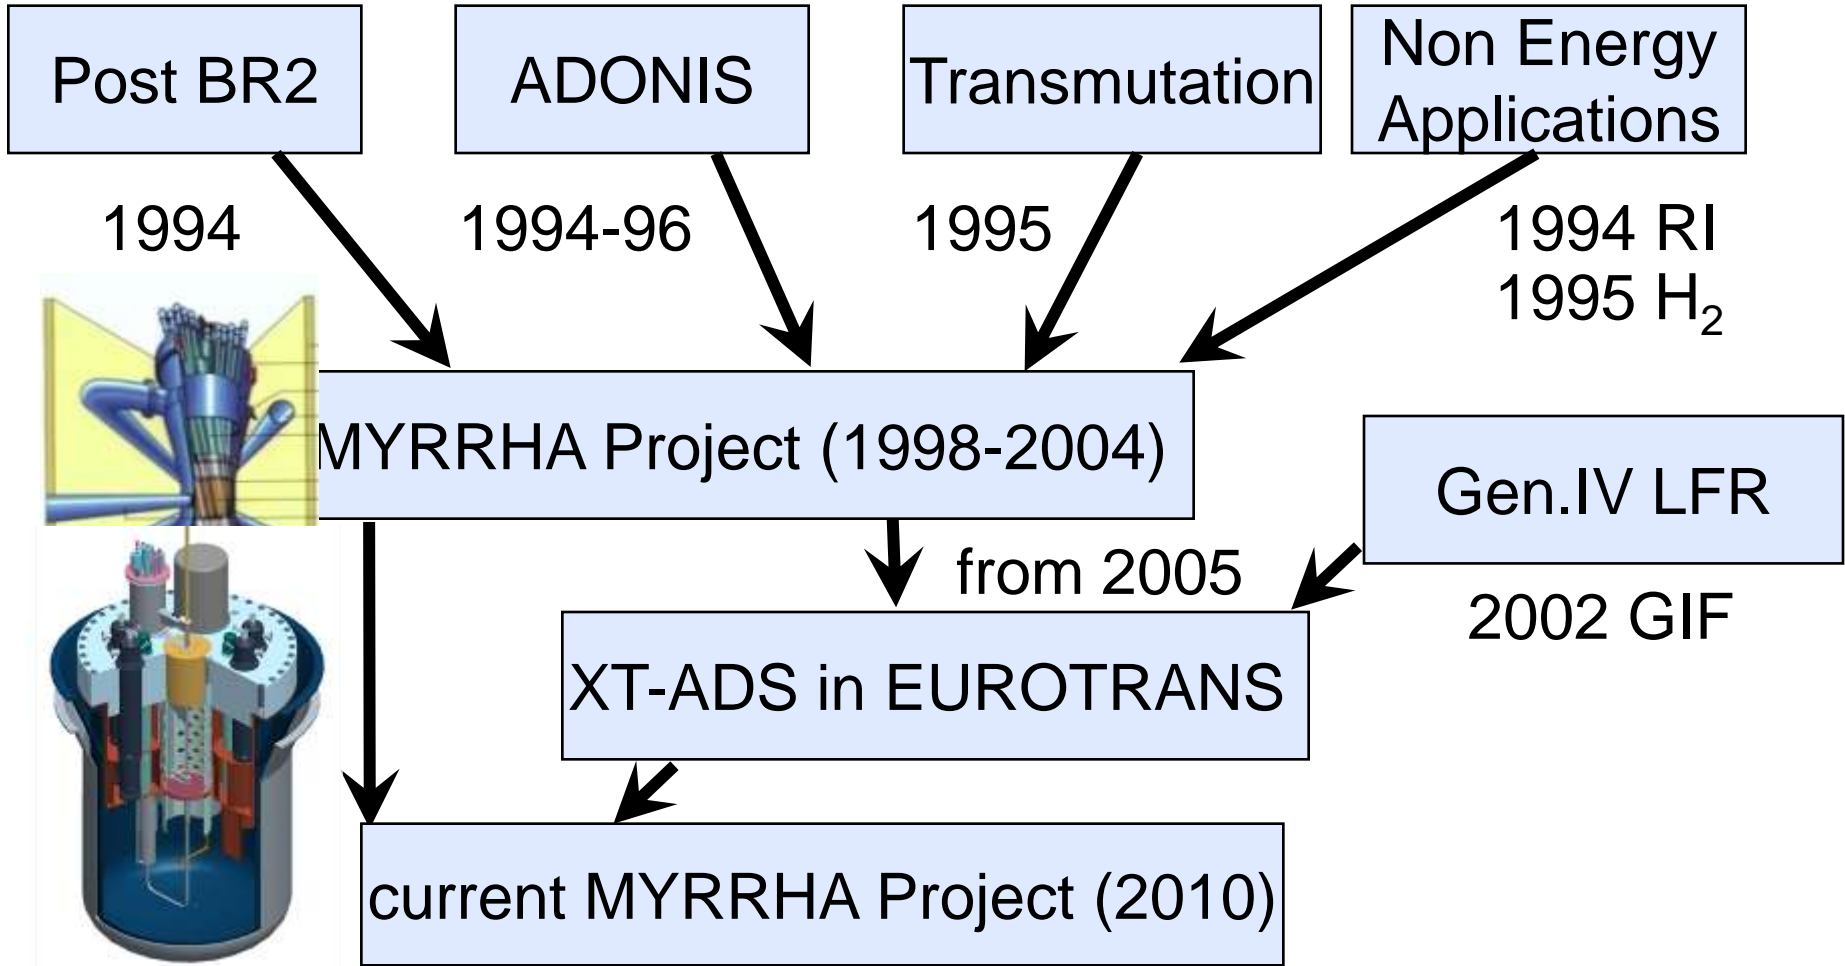 Post BR2
ADONIS
Transmutation
Non Energy
Applications
1994
1994-96
1995
1994 RI
1995 H₂
MYRRHA Project (1998-2004)
Gen.IV LFR
from 2005
2002 GIF
XT-ADS in EUROTRANS
current MYRRHA Project (2010)